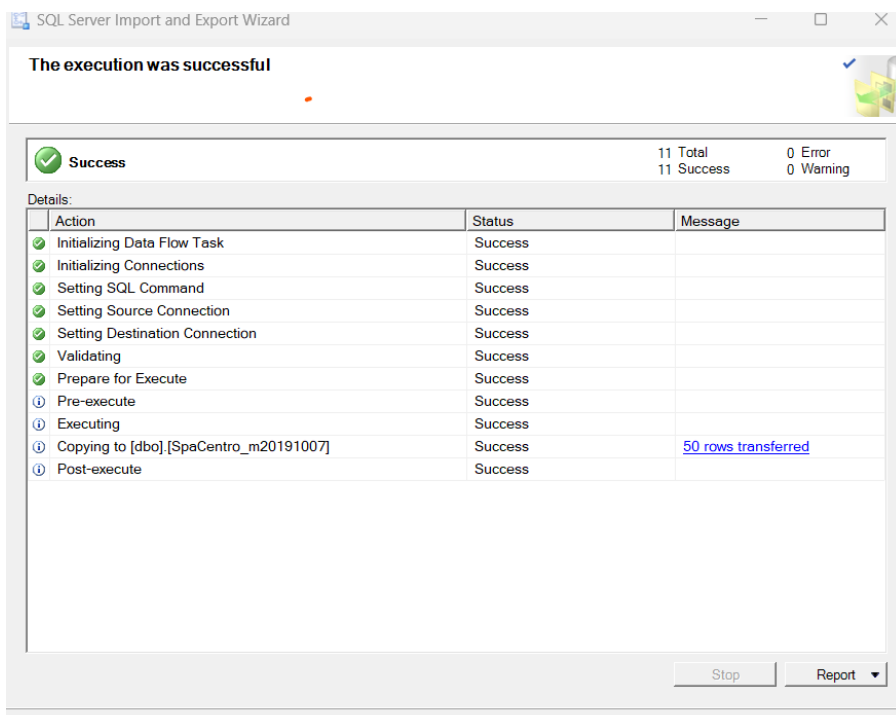 SQL Server Import and Export Wizard
The execution was successful
Success
11 Total 0 Error
11 Success 0 Warning
Details:
Action Status Message
Initializing Data Flow Task Success
Initializing Connections Success
Setting SQL Command Success
Setting Source Connection Success
Setting Destination Connection Success
Validating Success
Prepare for Execute Success
Pre-execute Success
Executing Success
Copying to [dbo].[SpaCentro_m20191007] Success 50 rows transferred
Post-execute Success
Stop Report